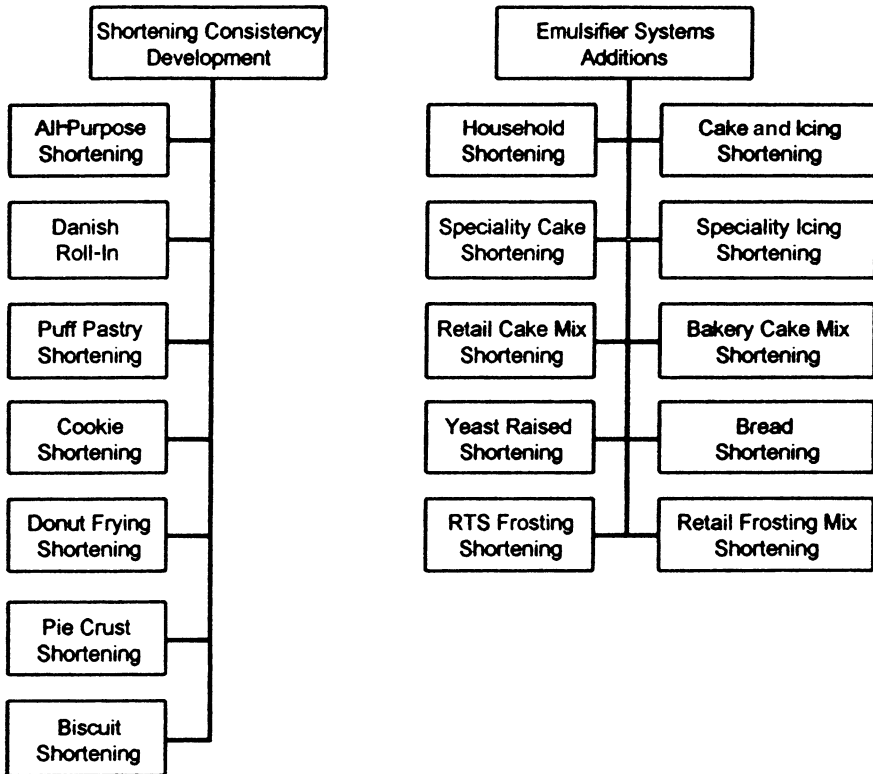 Shortening Consistency
Development
All-Purpose
Shortening
Danish
Roll-In
Puff Pastry
Shortening
Cookie
Shortening
Donut Frying
Shortening
Pie Crust
Shortening
Biscuit
Shortening
Emulsifier Systems
Additions
Household
Shortening
Cake and Icing
Shortening
Speciality Cake
Shortening
Speciality Icing
Shortening
Retail Cake Mix
Shortening
Bakery Cake Mix
Shortening
Yeast Raised
Shortening
Bread
Shortening
RTS Frosting
Shortening
Retail Frosting Mix
Shortening